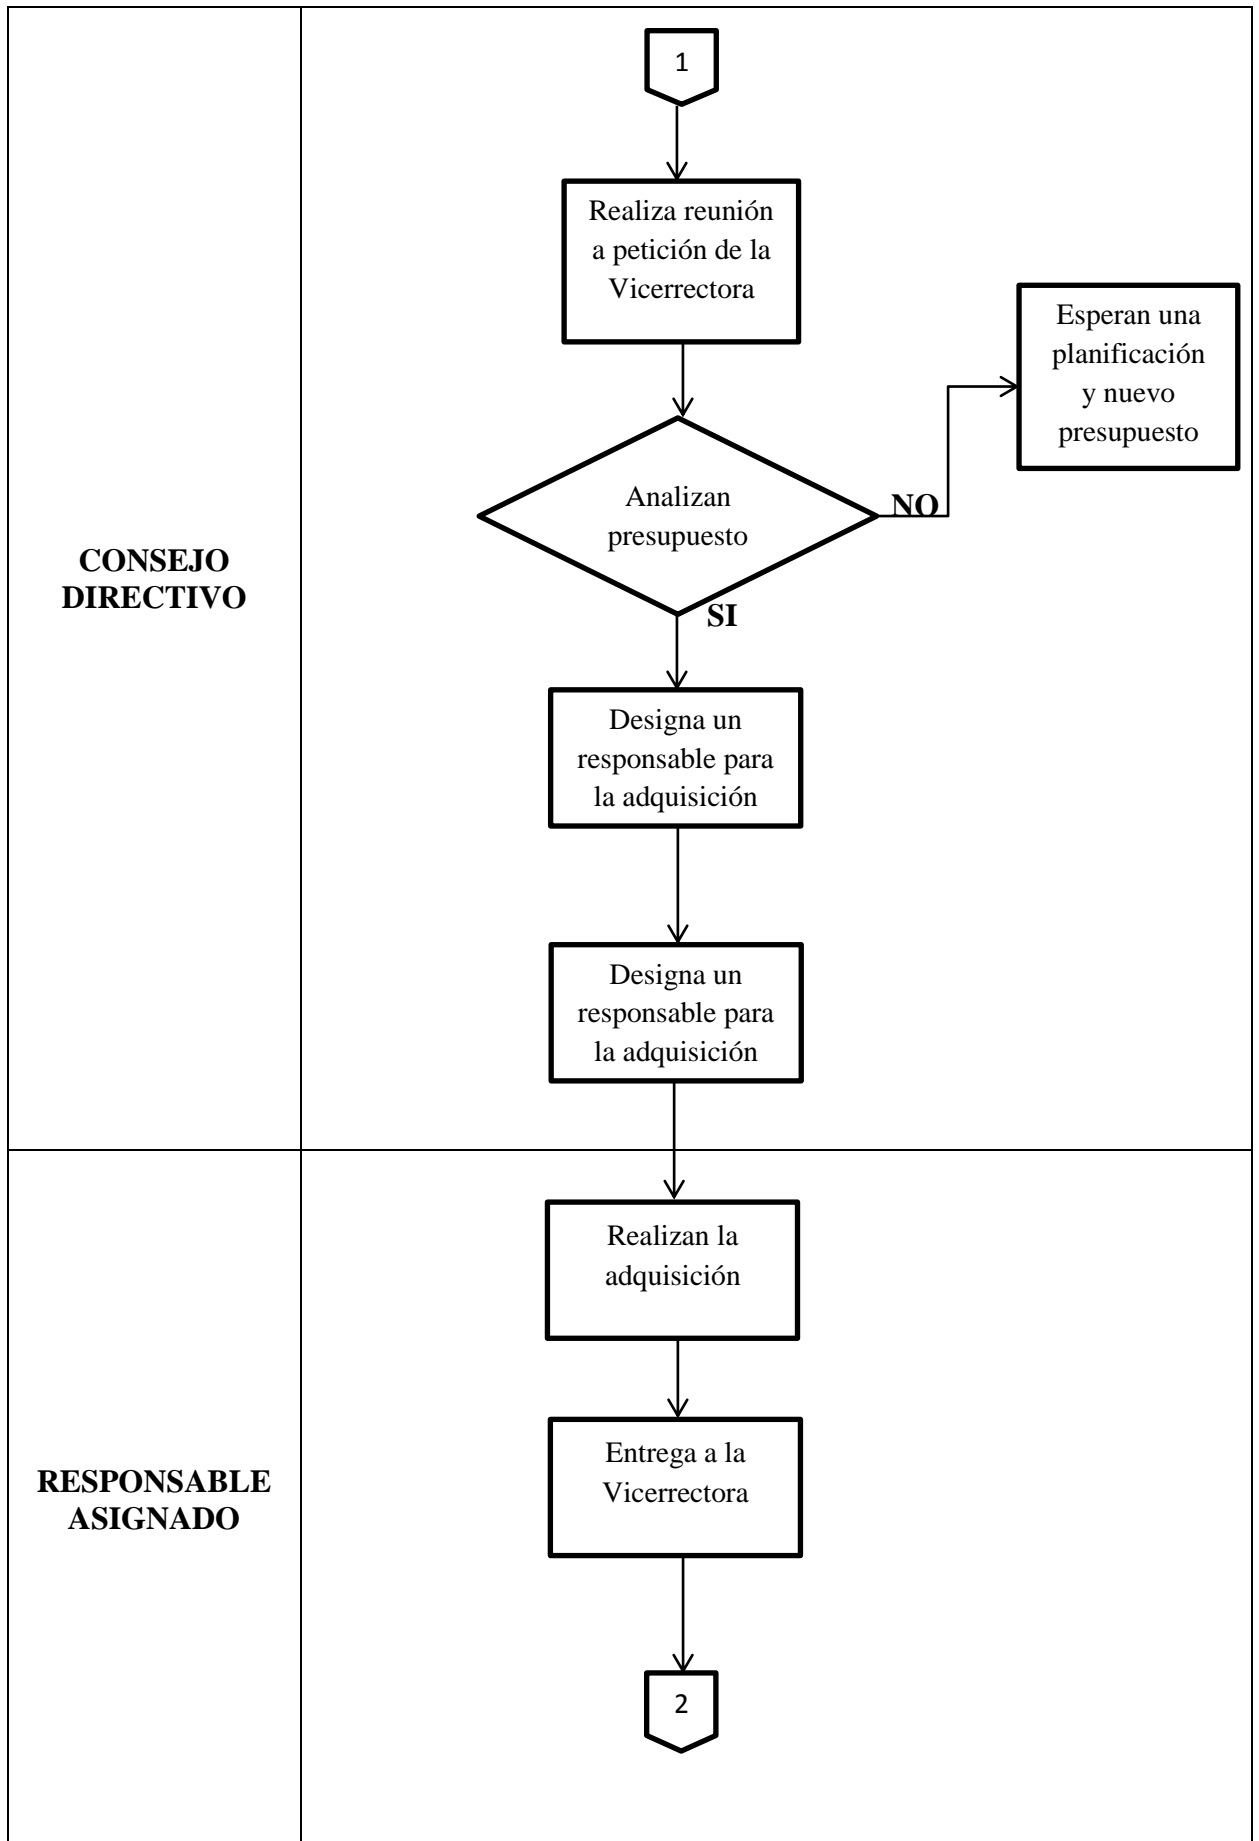 1
Realiza reunión
a petición de la
Vicerrectora
Esperan una
planificación
y nuevo
presupuesto
Analizan
presupuesto
NO
CONSEJO
DIRECTIVO
SI
Designa un
responsable para
la adquisición
Designa un
responsable para
la adquisición
Realizan la
adquisición
RESPONSABLE
ASIGNADO
Entrega a la
Vicerrectora
2